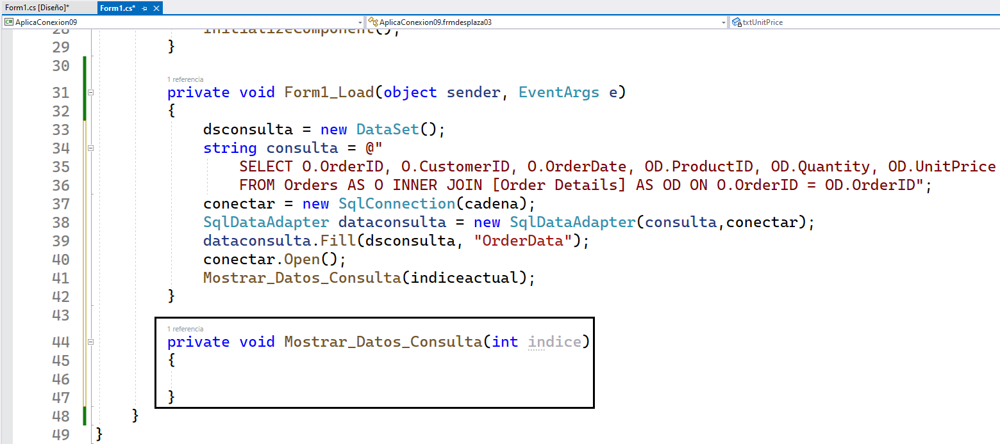 Form1.cs [Diseño]*
Form1.cs*
AplicaConexion09
AplicaConexion09.frmdesplaza03
txtUnitPrice
28 InitializeComponent();
29 }
30
1 referencia
31 private void Form1_Load(object sender, EventArgs e)
32 {
33 dsconsulta = new DataSet();
34 string consulta = @"
35 SELECT O.OrderID, O.CustomerID, O.OrderDate, OD.ProductID, OD.Quantity, OD.UnitPrice
36 FROM Orders AS O INNER JOIN [Order Details] AS OD ON O.OrderID = OD.OrderID";
37 conectar = new SqlConnection(cadena);
38 SqlDataAdapter dataconsulta = new SqlDataAdapter(consulta,conectar);
39 dataconsulta.Fill(dsconsulta, "OrderData");
40 conectar.Open();
41 Mostrar_Datos_Consulta(indiceactual);
42 }
43
1 referencia
44 private void Mostrar_Datos_Consulta(int indice)
45 {
46
47 }
48 }
49 }